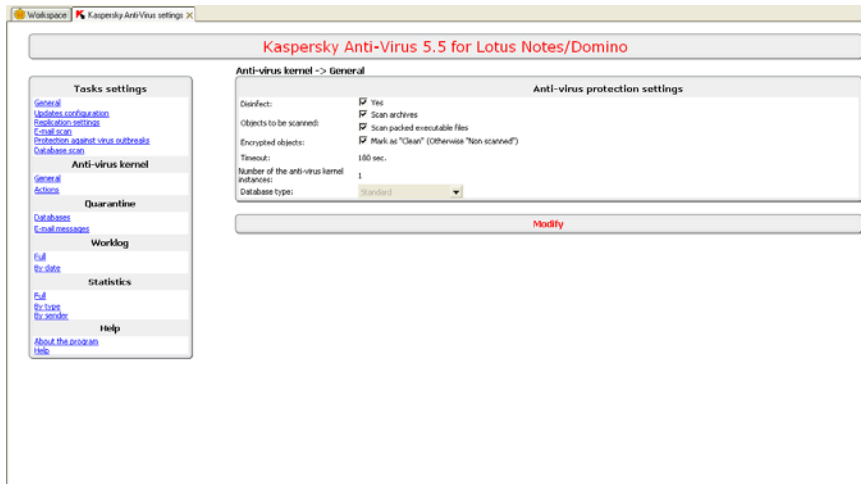 Workspace
Kaspersky Anti-Virus settings
Kaspersky Anti-Virus 5.5 for Lotus Notes/Domino
Tasks settings
General
Updates configuration
Replication settings
E-mail scan
Protection against virus outbreaks
Database scan
Anti-virus kernel
General
Actions
Quarantine
Databases
E-mail messages
Worklog
Full
By date
Statistics
Full
By type
By sender
Help
About the program
Help
Anti-virus kernel -> General
Anti-virus protection settings
Disinfect:
Yes
Objects to be scanned:
Scan archives
Scan packed executable files
Encrypted objects:
Mark as "Clean" (Otherwise "Non scanned")
Timeout:
180 sec.
Number of the anti-virus kernel
instances:
1
Database type:
Standard
Modify